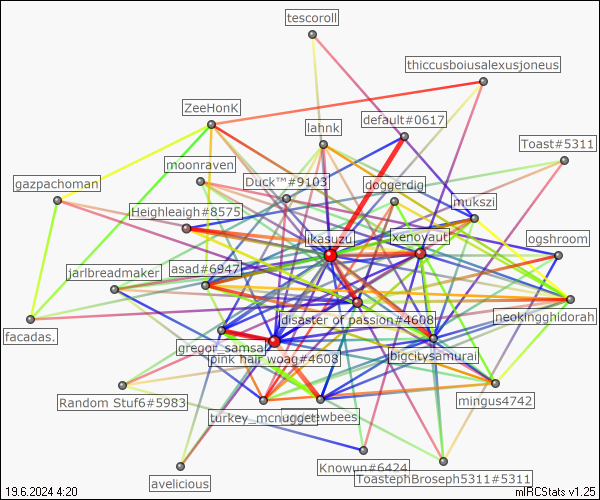 tescoroll
thiccusboiusalexusjoneus
ZeeHonK
default#0617
lahnk
Toast#5311
moonraven
Duck™#9103
doggerdig
gazpachoman
mukszi
Heighleigh#8575
ikasuzu
xenoyaut
ogshroom
jarlbreadmaker
asad#6947
disaster of passion#4608
neokingghidorah
facadas.
gregor_samsa
pink hair woag#4608
bigcitysamurai
Random Stuf6#5983
turkey_mcnugget
wbees
mingus4742
Knowun#6424
ToastephBroseph5311#5311
avelicious
19.6.2024 4:20
mIRCStats v1.25